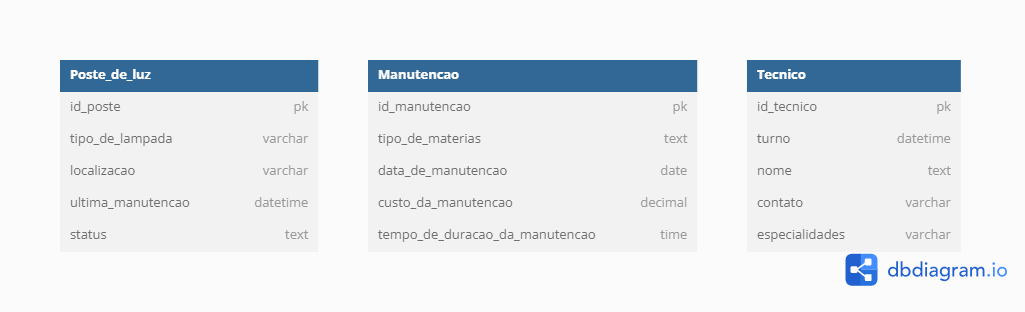 Poste_de_luz
id_poste pk
tipo_de_lampada varchar
localizacao varchar
ultima_manutencao datetime
status text
Manutencao
id_manutencao pk
tipo_de_materias text
data_de_manutencao date
custo_da_manutencao decimal
tempo_de_duracao_da_manutencao time
Tecnico
id_tecnico pk
turno datetime
nome text
contato varchar
especialidades varchar
dbdiagram.io